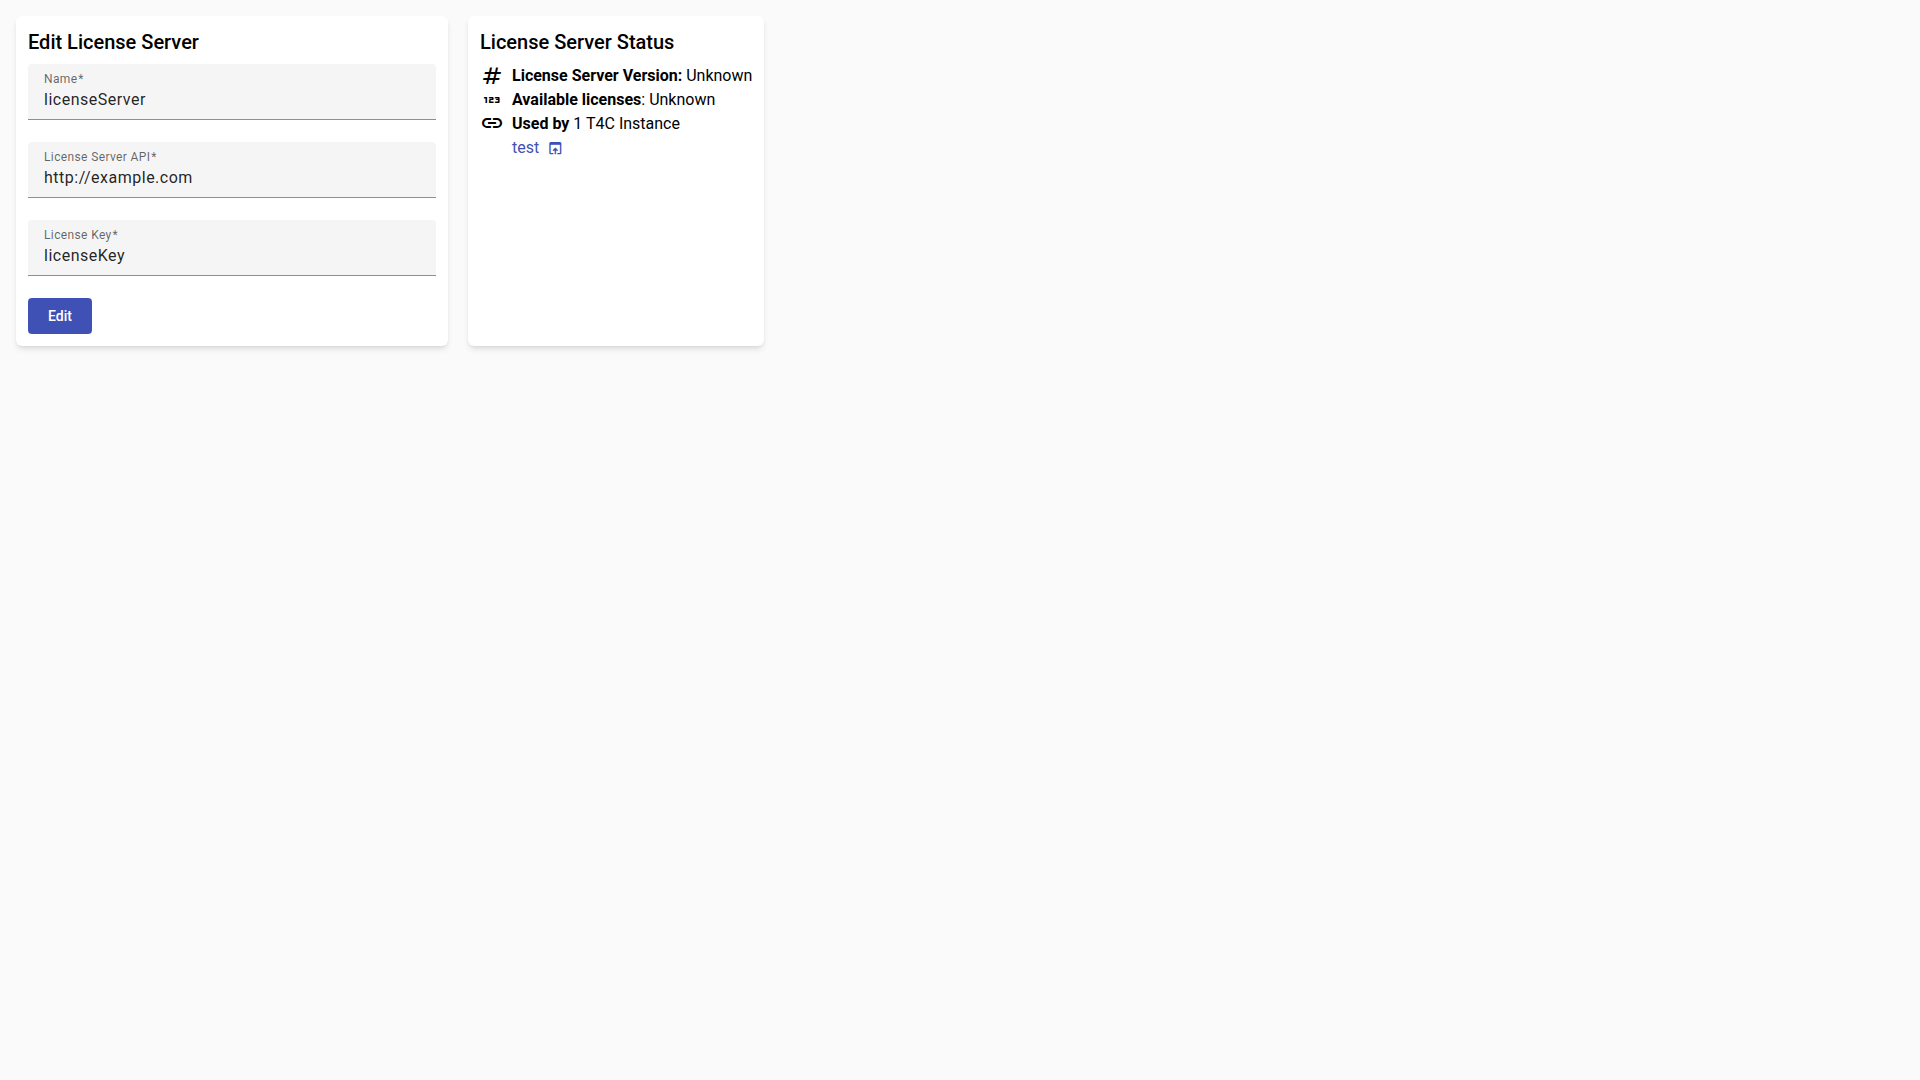 Edit License Server
Name*
licenseServer
License Server API*
http://example.com
License Key*
licenseKey
Edit
License Server Status
License Server Version: Unknown
123 Available licenses: Unknown
Used by 1 T4C Instance
test